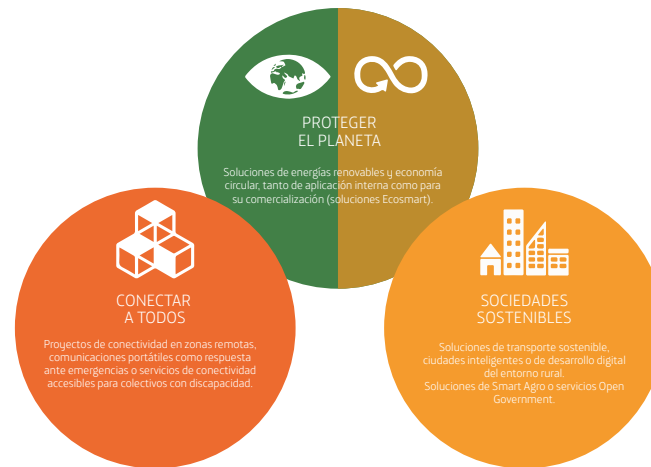 PROTEGER
EL PLANETA
Soluciones de energías renovables y economía
circular, tanto de aplicación interna como para
su comercialización (soluciones Ecosmart).
CONECTAR
A TODOS
Proyectos de conectividad en zonas remotas,
comunicaciones portátiles como respuesta
ante emergencias o servicios de conectividad
accesibles para colectivos con discapacidad.
SOCIEDADES
SOSTENIBLES
Soluciones de transporte sostenible,
ciudades inteligentes o de desarrollo digital
del entorno rural.
Soluciones de Smart Agro o servicios Open
Government.